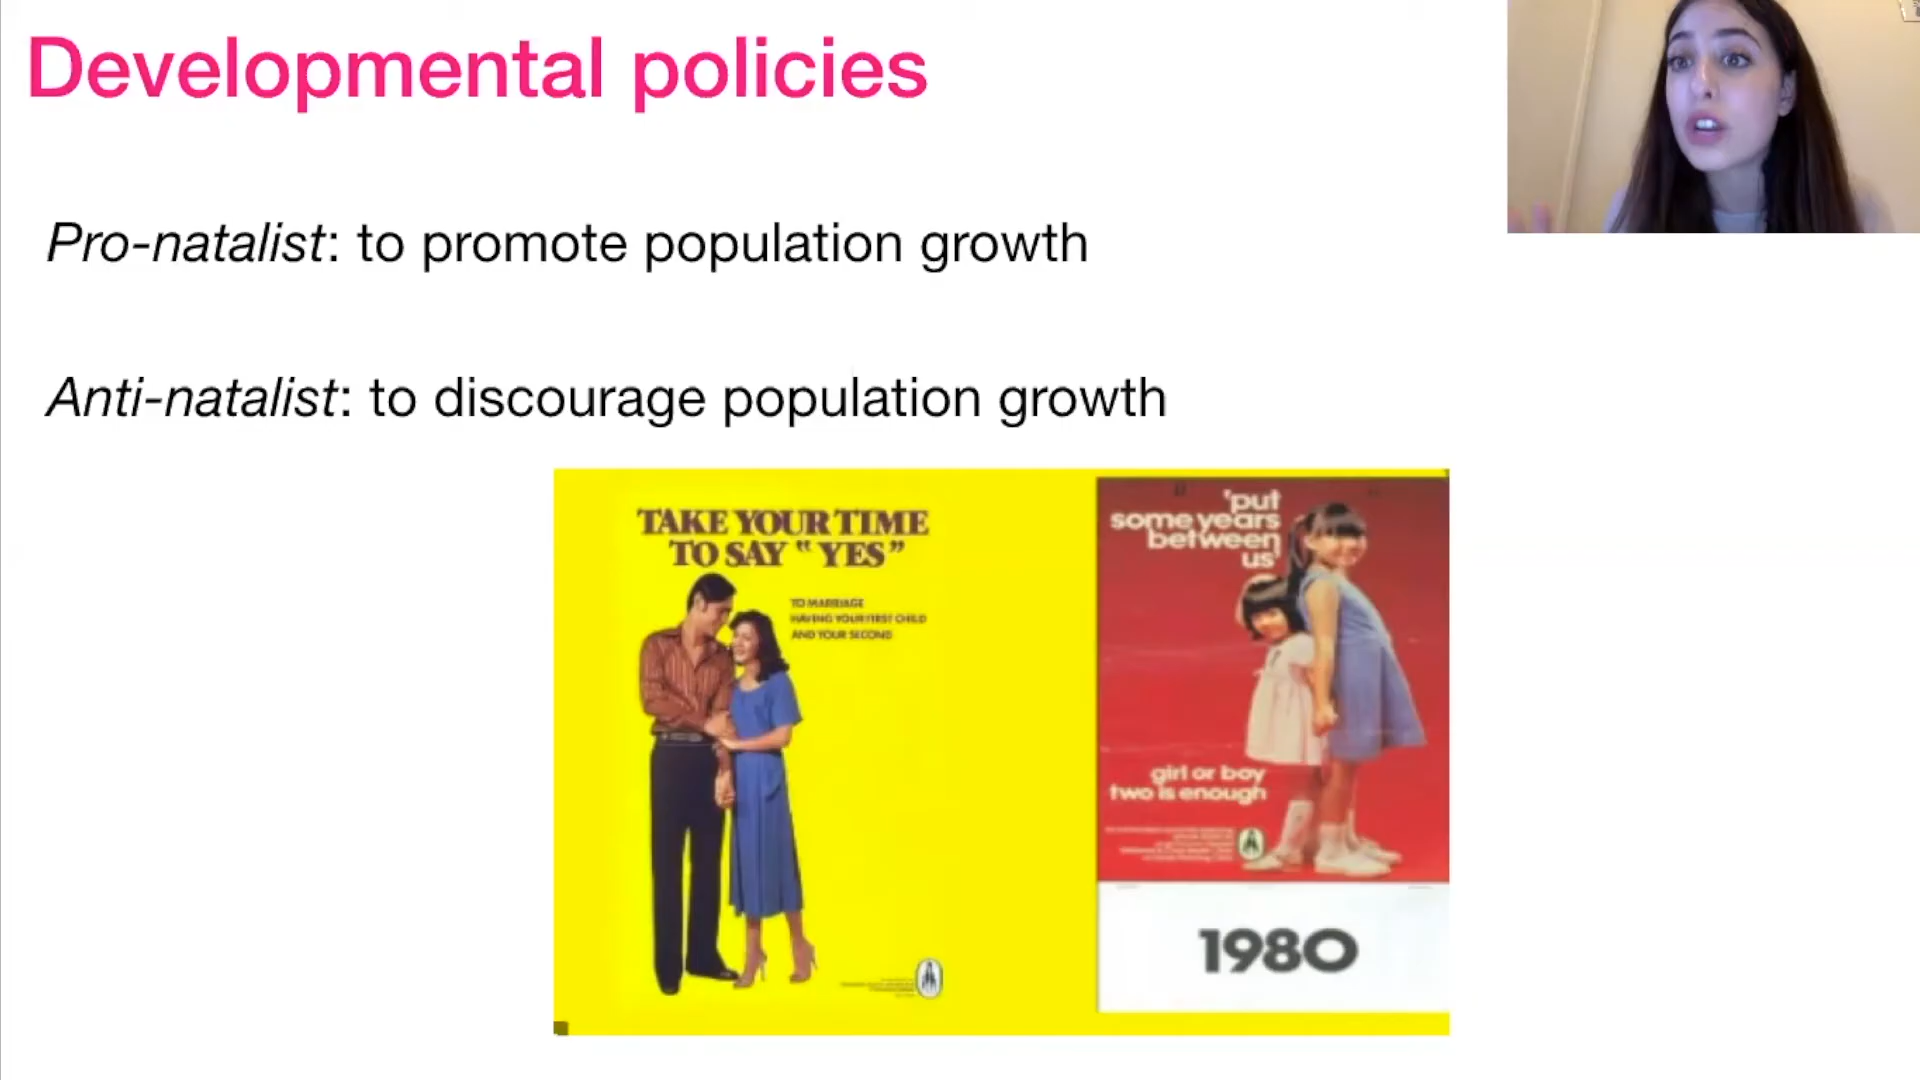 Developmental policies
Pro-natalist: to promote population growth
Anti-natalist: to discourage population growth
TAKE YOUR TIME
TO SAY "YES"
TO MARRIAGE
HAVING YOUR FIRST CHILD
AND YOUR SECOND
'put
some years
between
us'
girl or boy
two is enough
1980